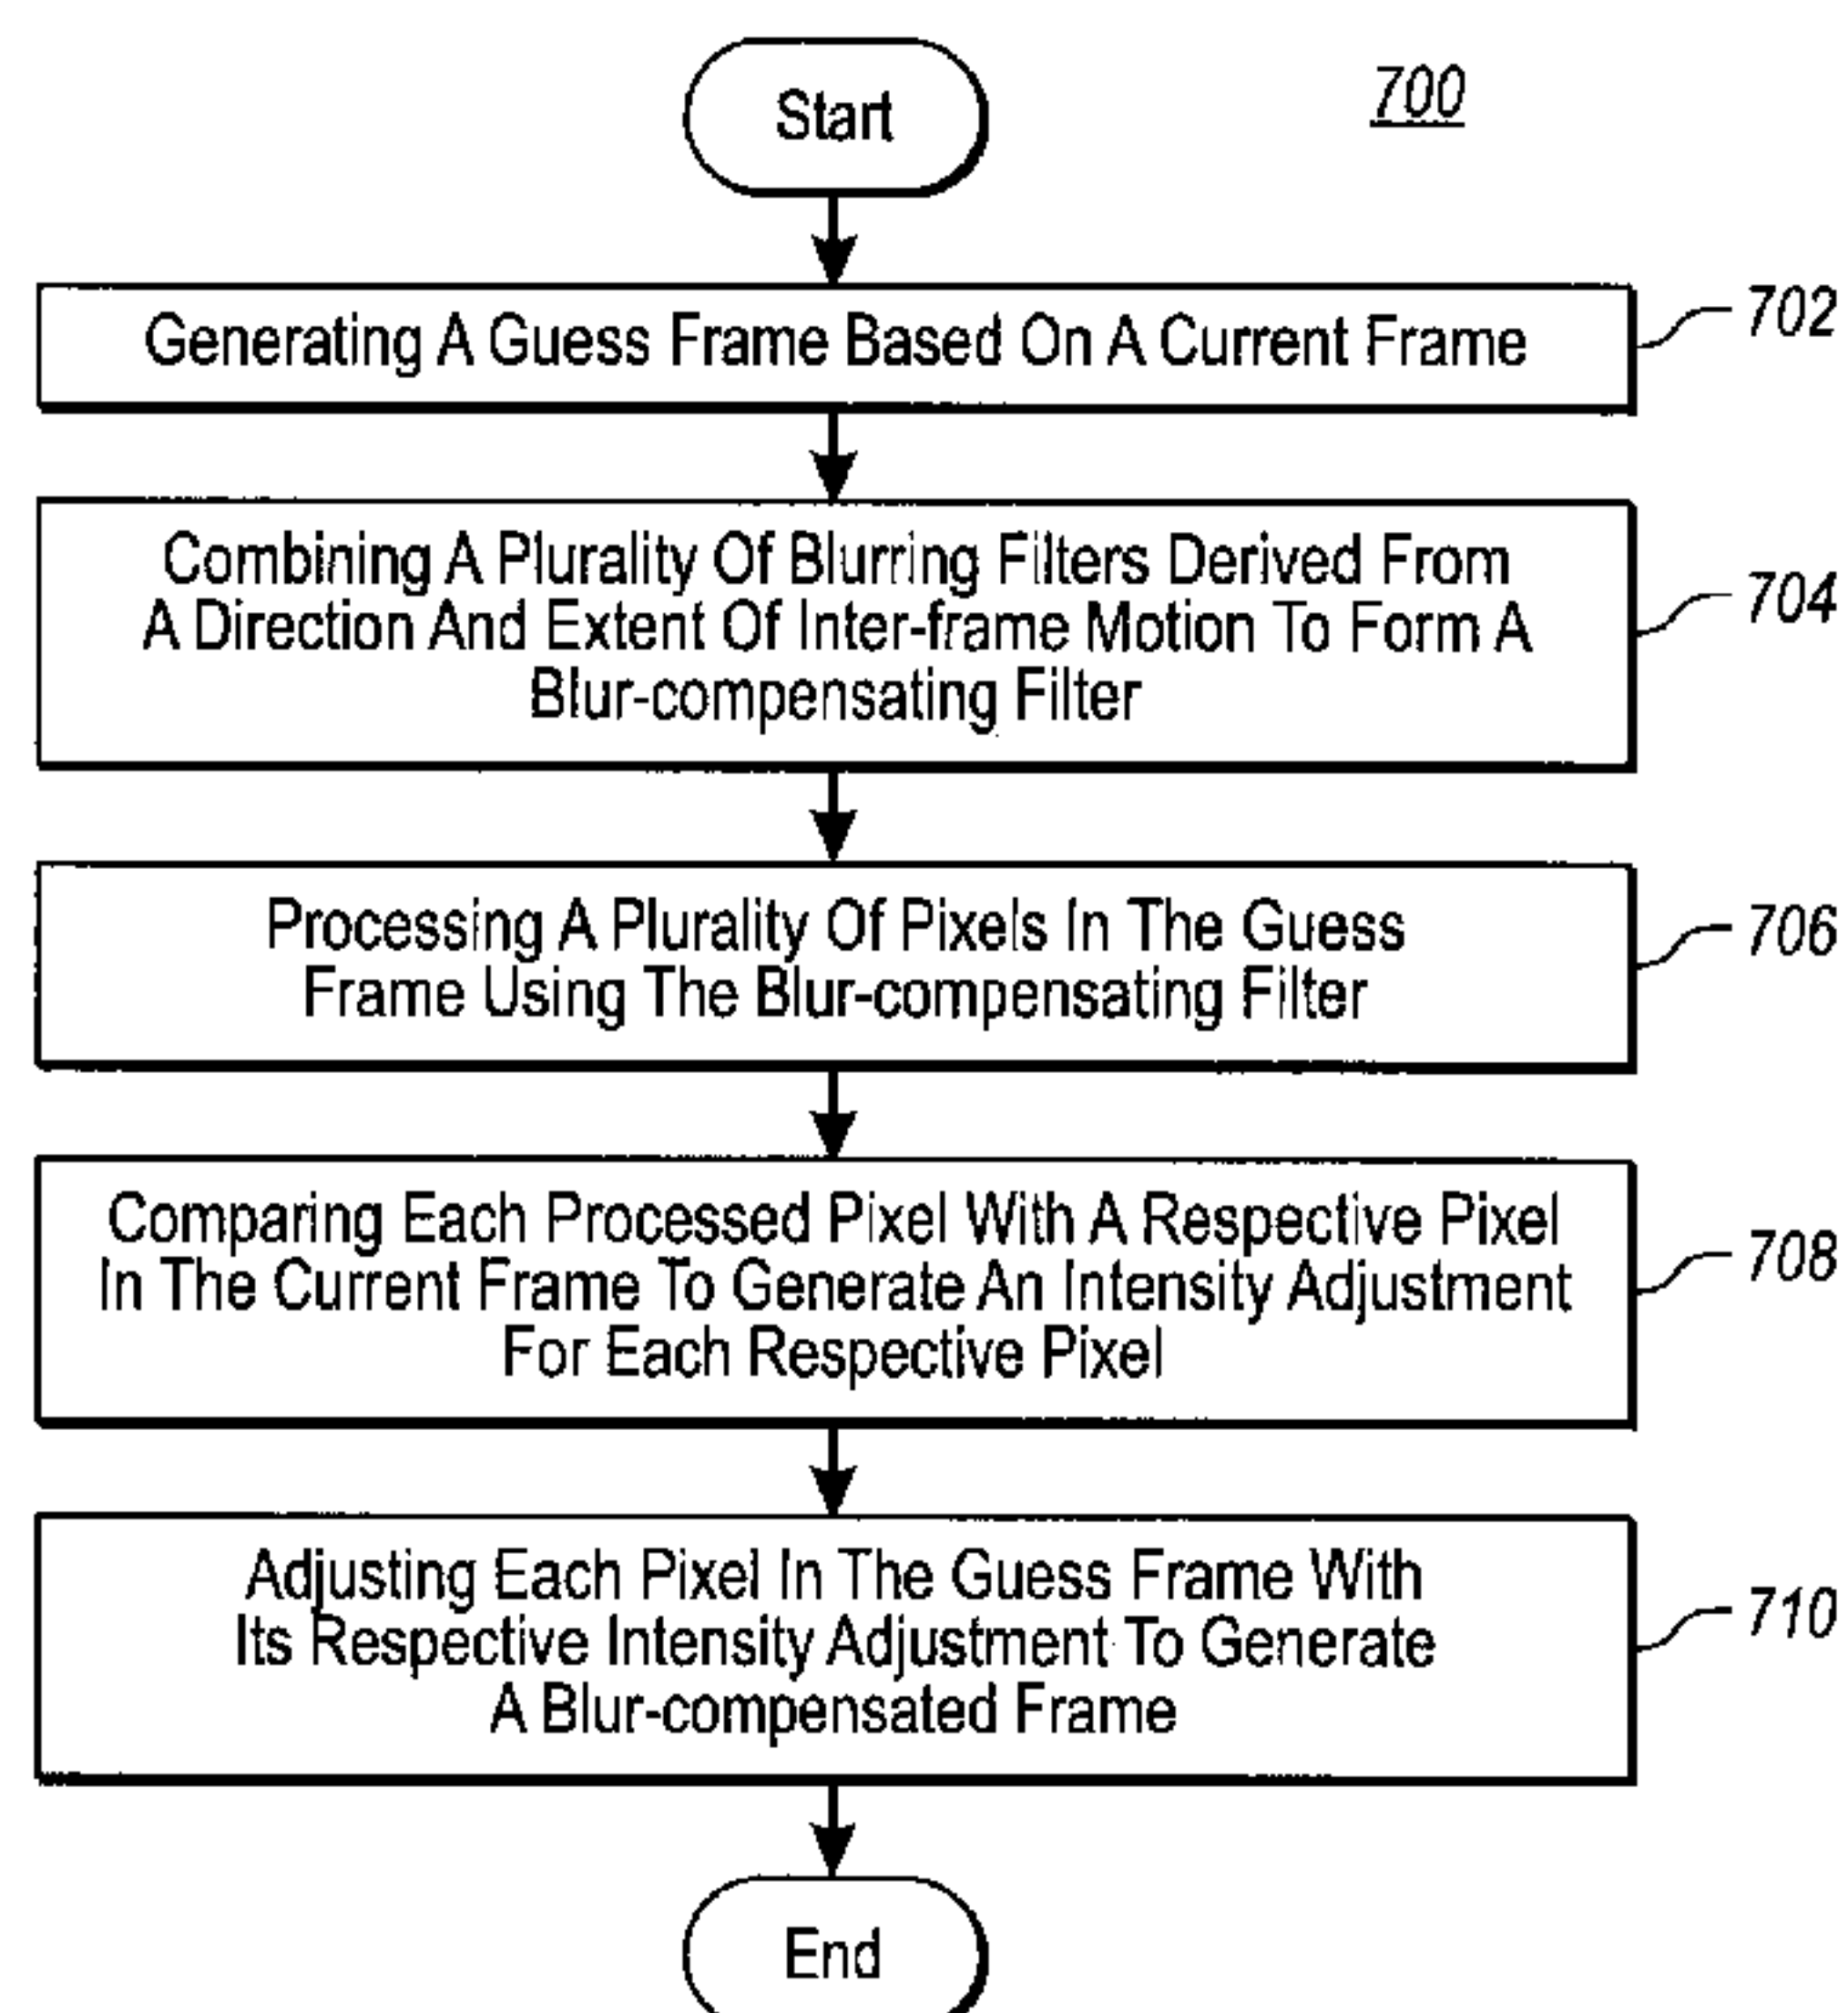 Start
700
Generating A Guess Frame Based On A Current Frame
702
Combining A Plurality Of Blurring Filters Derived From
A Direction And Extent Of Inter-frame Motion To Form A
Blur-compensating Filter
704
Processing A Plurality Of Pixels In The Guess
Frame Using The Blur-compensating Filter
706
Comparing Each Processed Pixel With A Respective Pixel
In The Current Frame To Generate An Intensity Adjustment
For Each Respective Pixel
708
Adjusting Each Pixel In The Guess Frame With
Its Respective Intensity Adjustment To Generate
A Blur-compensated Frame
710
End